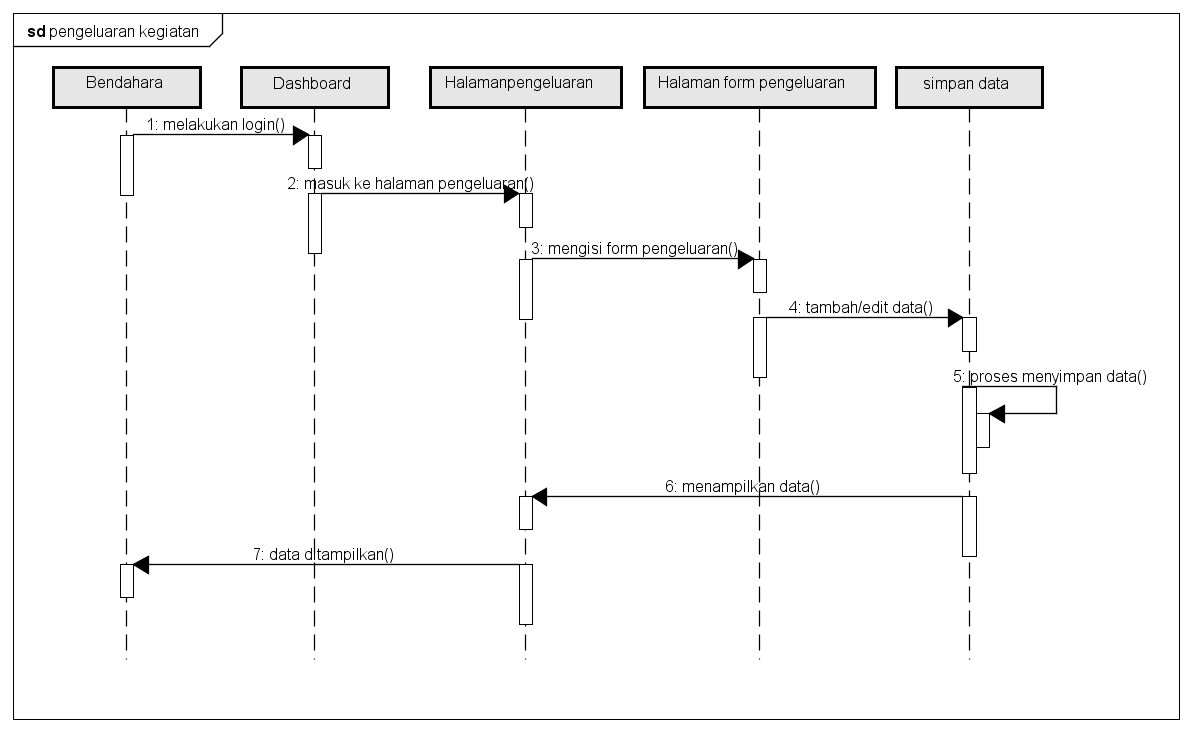 sd pengeluaran kegiatan
Bendahara
Dashboard
Halamanpengeluaran
Halaman form pengeluaran
simpan data
1: melakukan login()
2: masuk ke halaman pengeluaran()
3: mengisi form pengeluaran()
4: tambah/edit data()
5: proses menyimpan data()
6: menampilkan data()
7: data ditampilkan()